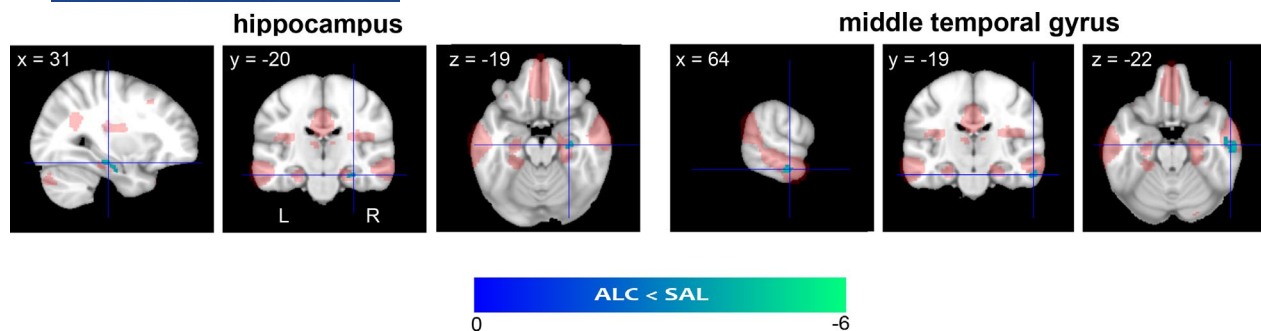 hippocampus
middle temporal gyrus
x = 31
y = -20
z = -19
x = 64
y = -19
z = -22
L
R
ALC < SAL
0
-6